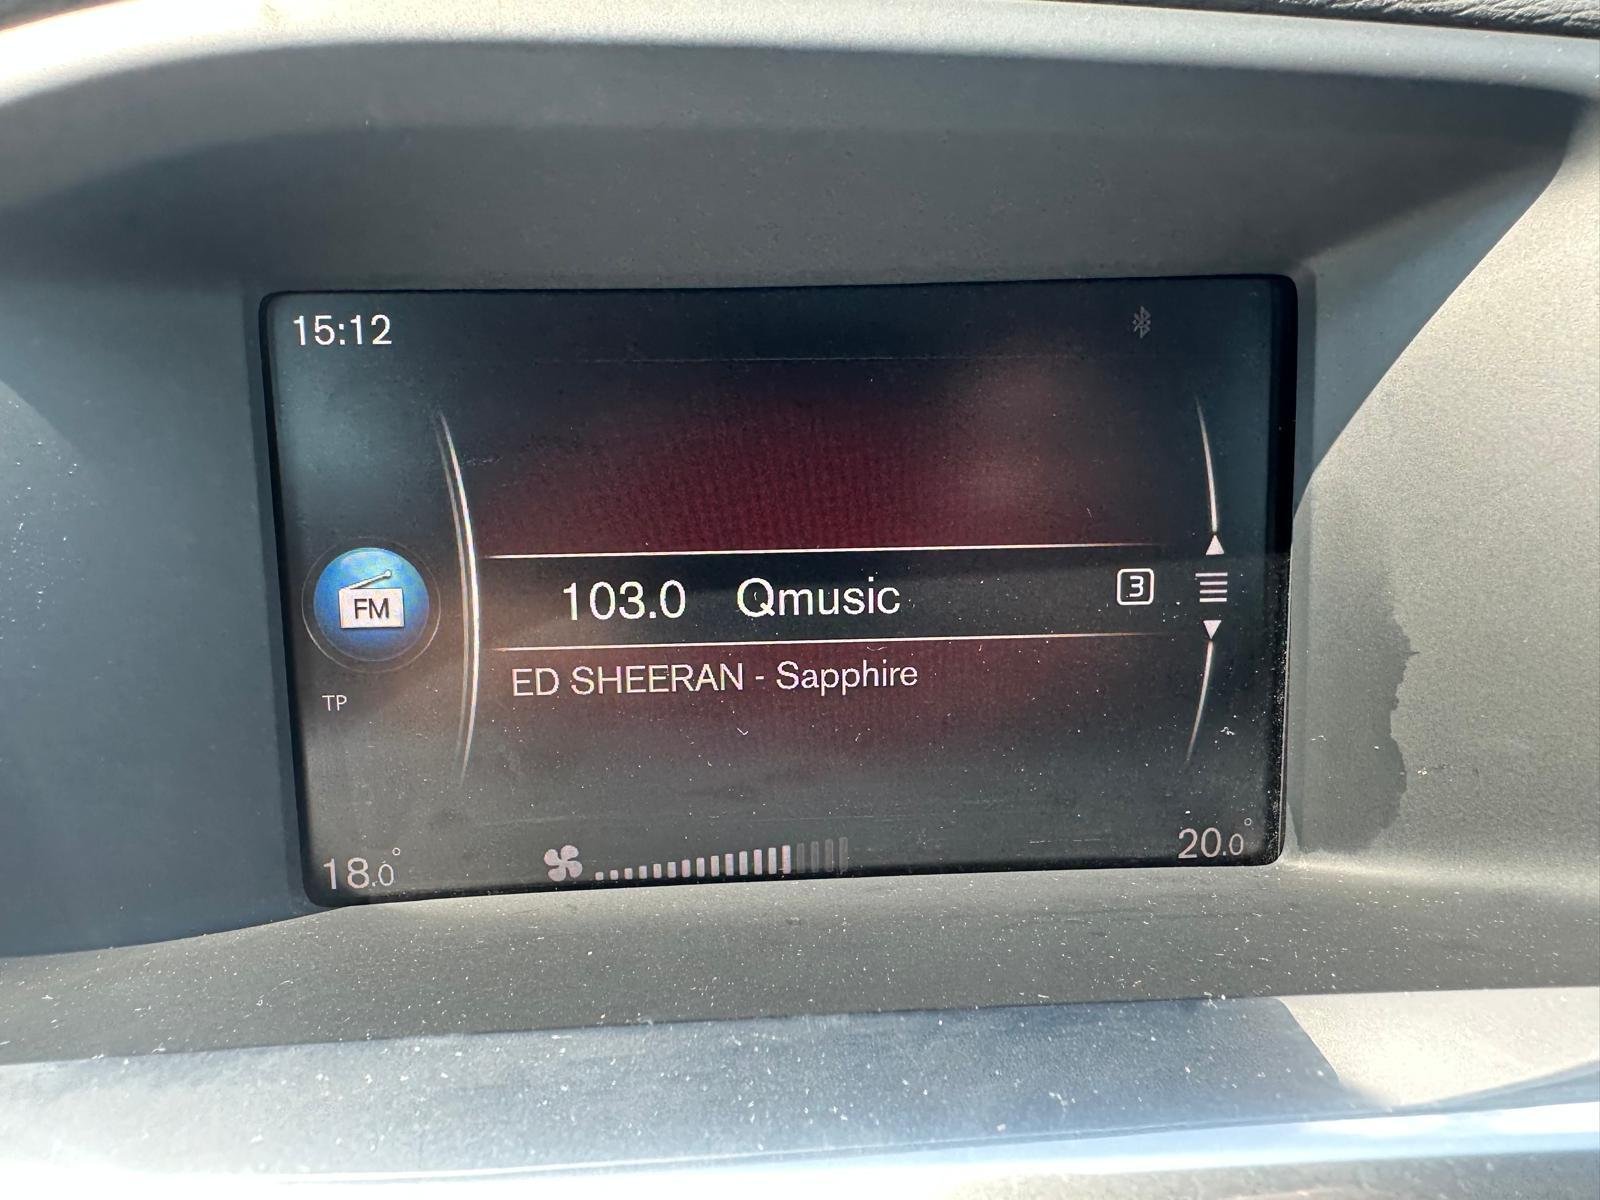 15:12
FM
103.0 Qmusic 3
ED SHEERAN - Sapphire
TP
18.0° 20.0°